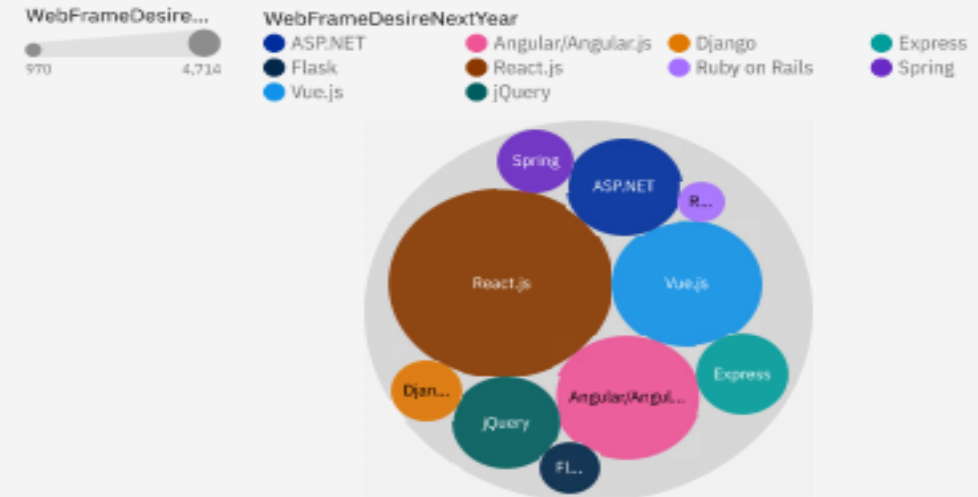 WebFrameDesire...
970 4,714
WebFrameDesireNextYear
ASP.NET Angular/Angular.js Django Express
Flask React.js Ruby on Rails Spring
Vue.js jQuery
Spring
ASP.NET
R...
React.js
Vue.js
Express
Djan...
Angular/Angul...
jQuery
Fl...